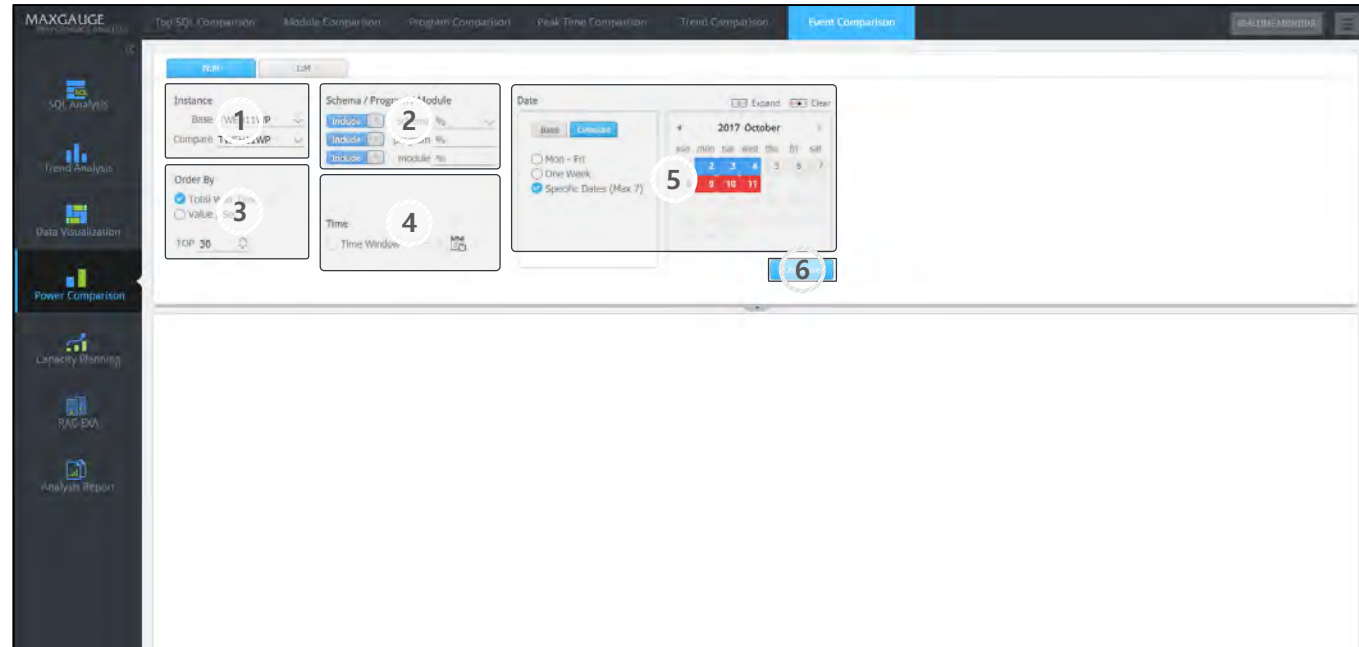 MAXGAUGE
Top SQL Comparison Module Comparison Program Comparison Peak Time Comparison Trend Comparison Event Comparison
REALTIME MONITOR
N:M 1:M
SQL Analysis
Trend Analysis
Data Visualization
Power Comparison
Capacity Planning
RAC-EXA
Analysis Report
Instance
Base
Compare
1
Schema / Module
Include %
Include %
Include module %
2
Order By
Total
Value
TOP 30
3
Time
Time Window
4
Date
Expand Clear
Base Compare
Mon - Fri
One Week
Specific Dates (Max 7)
2017 October
sun mon tue wed thu fri sat
2 3 4 5 6 7
9 10 11
5
6